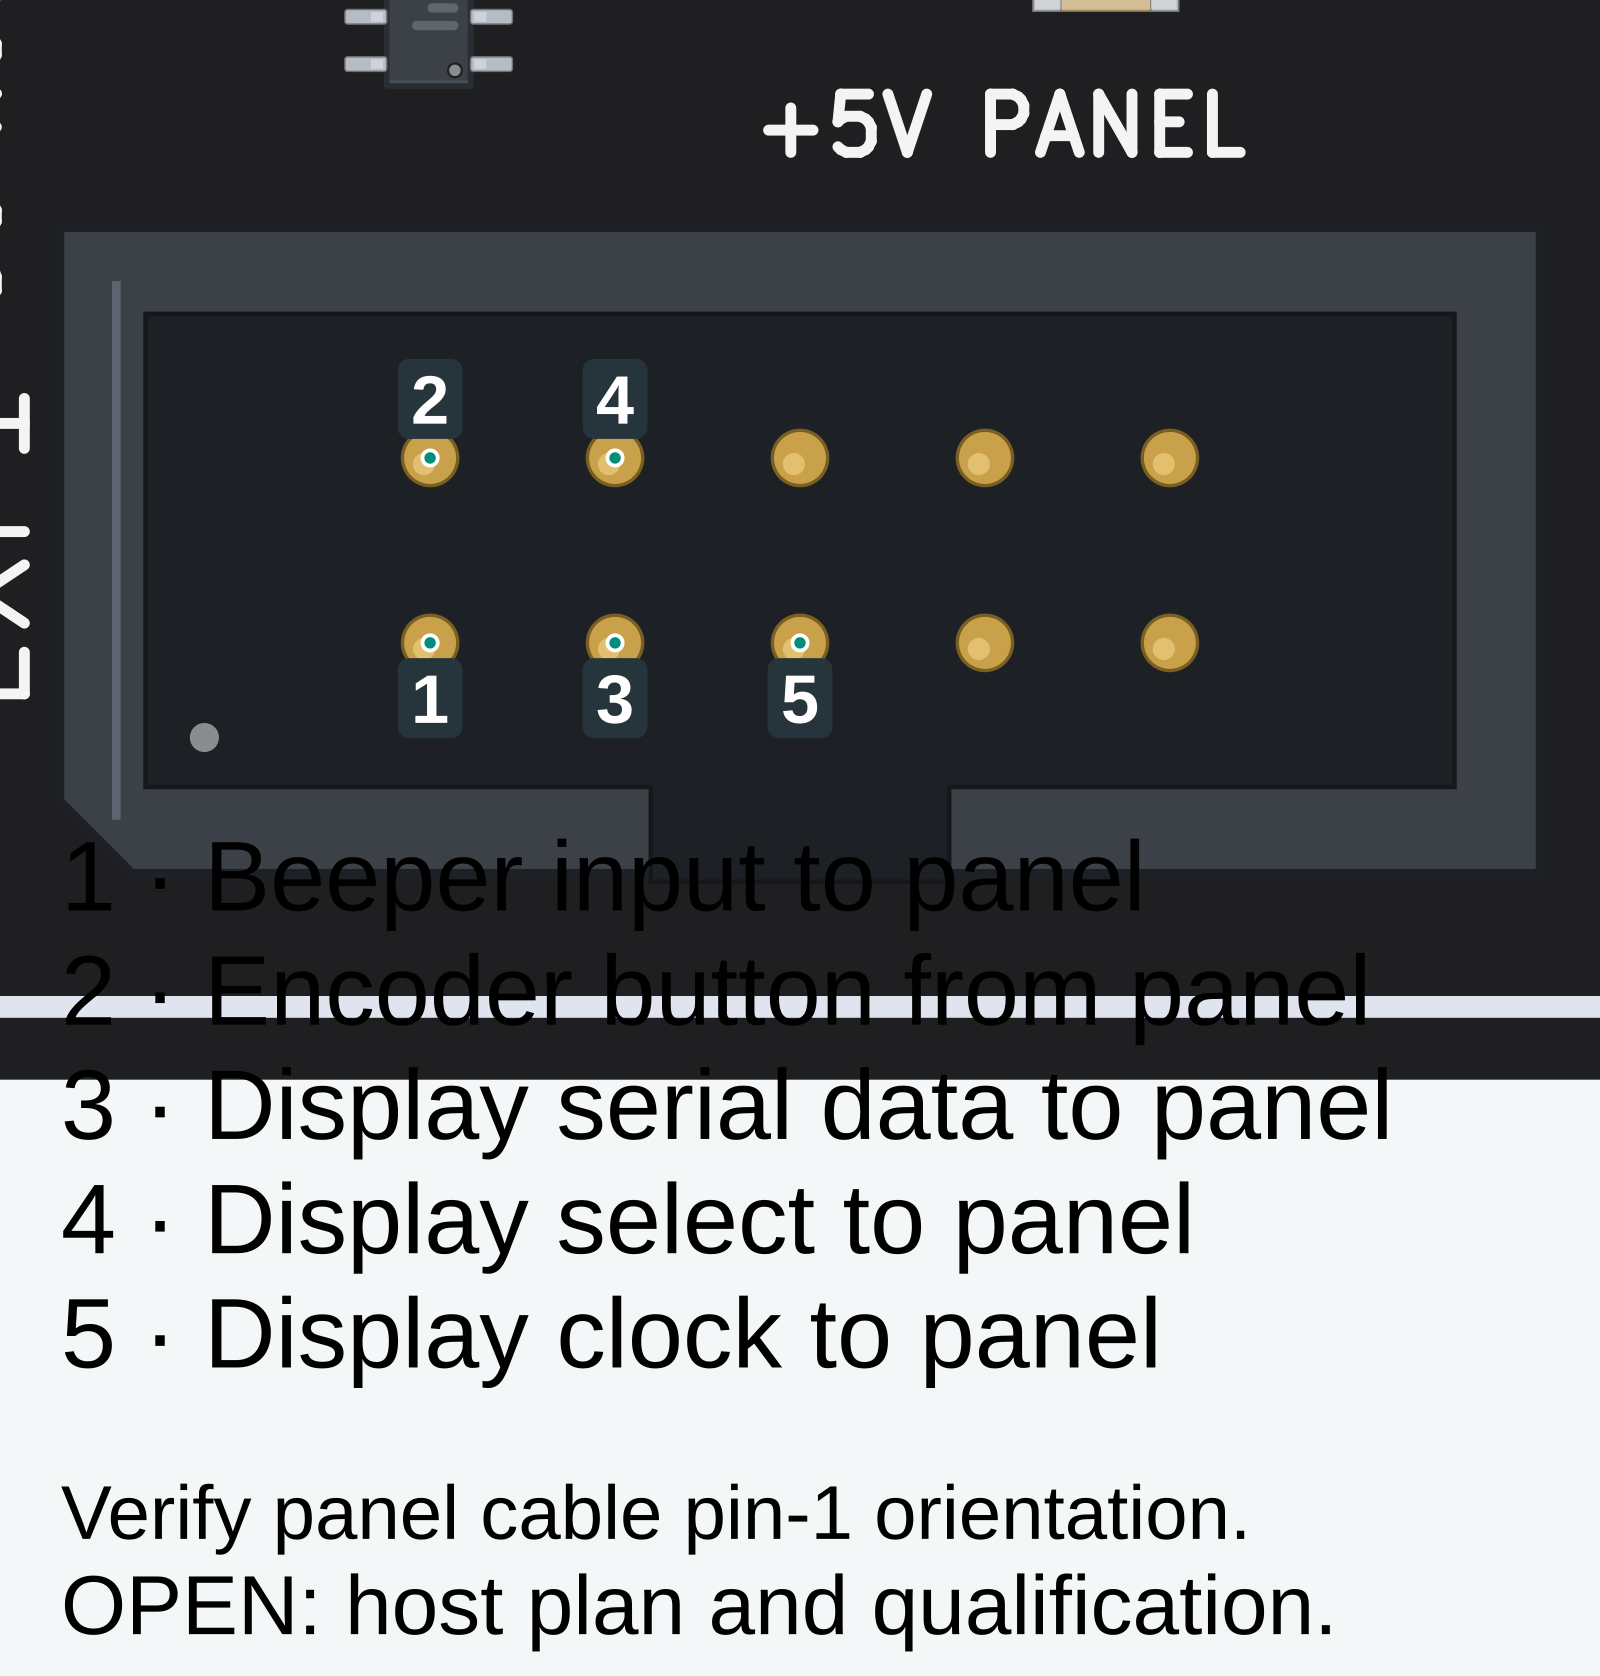 +5V PANEL
2 4
1 3 5
1 · Beeper input to panel
2 · Encoder button from panel
3 · Display serial data to panel
4 · Display select to panel
5 · Display clock to panel
Verify panel cable pin-1 orientation.
OPEN: host plan and qualification.